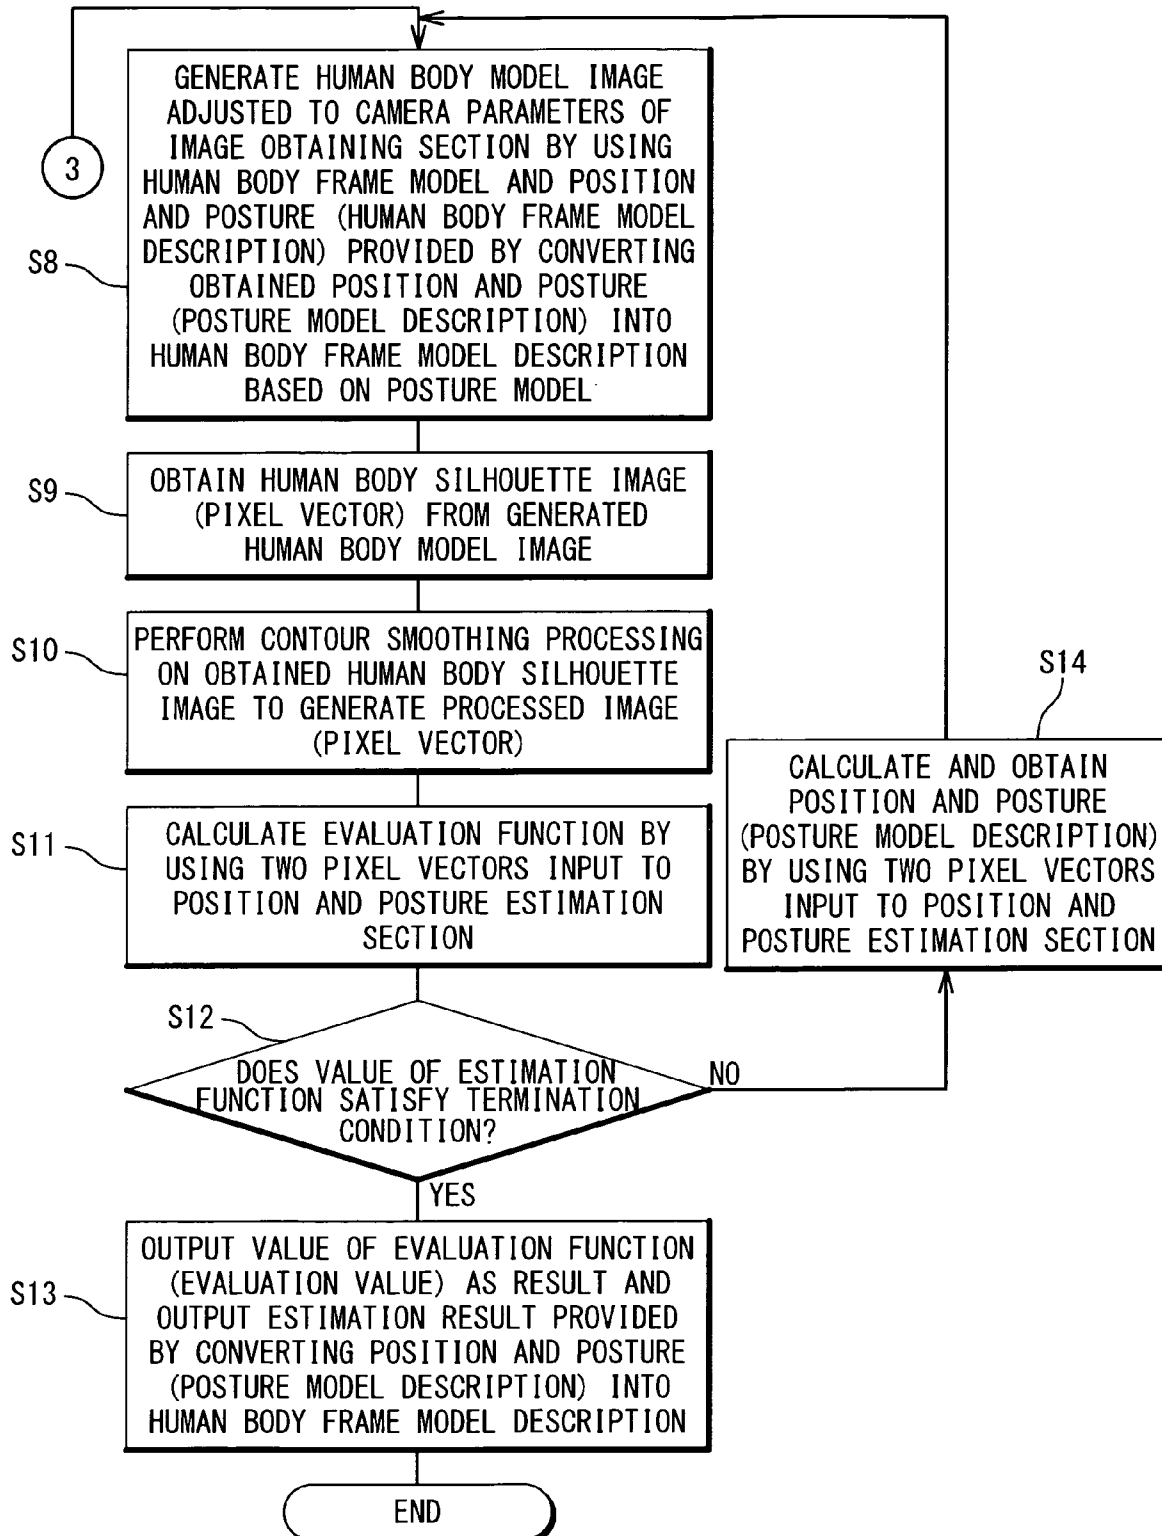 3
S8
GENERATE HUMAN BODY MODEL IMAGE
ADJUSTED TO CAMERA PARAMETERS OF
IMAGE OBTAINING SECTION BY USING
HUMAN BODY FRAME MODEL AND POSITION
AND POSTURE (HUMAN BODY FRAME MODEL
DESCRIPTION) PROVIDED BY CONVERTING
OBTAINED POSITION AND POSTURE
(POSTURE MODEL DESCRIPTION) INTO
HUMAN BODY FRAME MODEL DESCRIPTION
BASED ON POSTURE MODEL
S9
OBTAIN HUMAN BODY SILHOUETTE IMAGE
(PIXEL VECTOR) FROM GENERATED
HUMAN BODY MODEL IMAGE
S10
PERFORM CONTOUR SMOOTHING PROCESSING
ON OBTAINED HUMAN BODY SILHOUETTE
IMAGE TO GENERATE PROCESSED IMAGE
(PIXEL VECTOR)
S11
CALCULATE EVALUATION FUNCTION BY
USING TWO PIXEL VECTORS INPUT TO
POSITION AND POSTURE ESTIMATION
SECTION
S12
DOES VALUE OF ESTIMATION
FUNCTION SATISFY TERMINATION
CONDITION?
NO
S14
CALCULATE AND OBTAIN
POSITION AND POSTURE
(POSTURE MODEL DESCRIPTION)
BY USING TWO PIXEL VECTORS
INPUT TO POSITION AND
POSTURE ESTIMATION SECTION
YES
S13
OUTPUT VALUE OF EVALUATION FUNCTION
(EVALUATION VALUE) AS RESULT AND
OUTPUT ESTIMATION RESULT PROVIDED
BY CONVERTING POSITION AND POSTURE
(POSTURE MODEL DESCRIPTION) INTO
HUMAN BODY FRAME MODEL DESCRIPTION
END